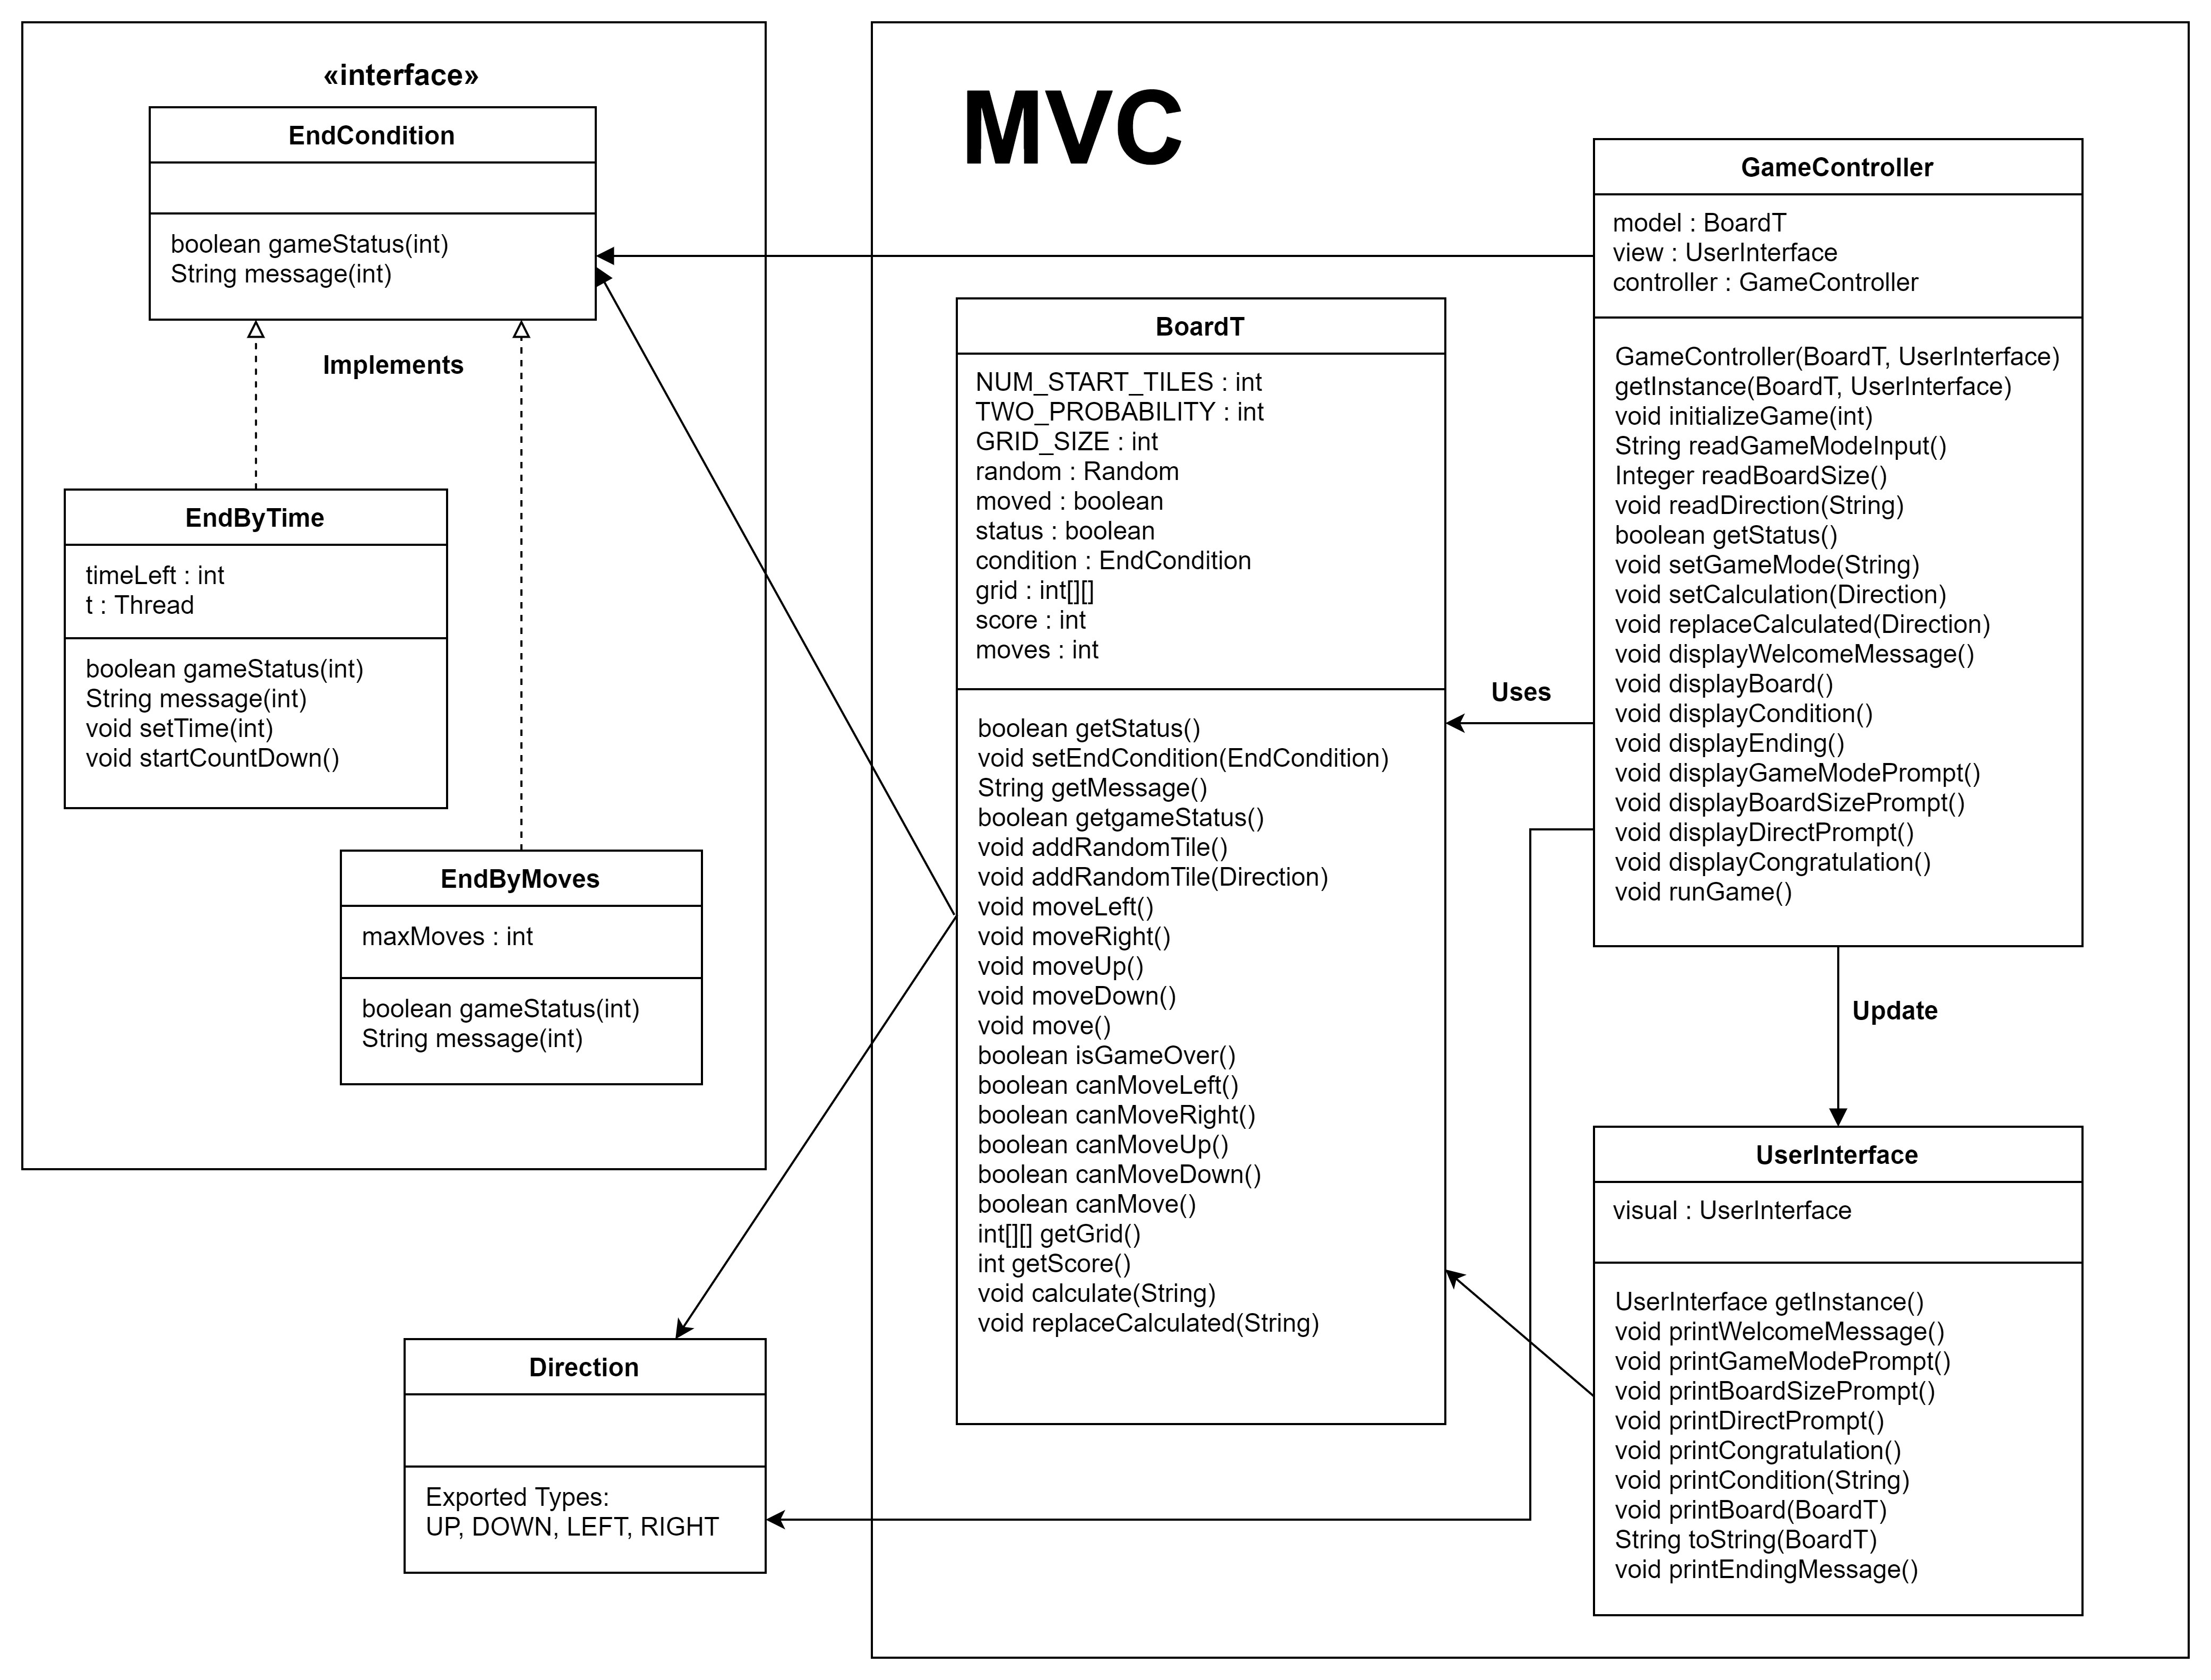 «interface»
EndCondition
boolean gameStatus(int)
String message(int)
Implements
EndByTime
timeLeft : int
t : Thread
boolean gameStatus(int)
String message(int)
void setTime(int)
void startCountDown()
EndByMoves
maxMoves : int
boolean gameStatus(int)
String message(int)
Direction
Exported Types:
UP, DOWN, LEFT, RIGHT
MVC
BoardT
NUM_START_TILES : int
TWO_PROBABILITY : int
GRID_SIZE : int
random : Random
moved : boolean
status : boolean
condition : EndCondition
grid : int[][]
score : int
moves : int
boolean getStatus()
void setEndCondition(EndCondition)
String getMessage()
boolean getgameStatus()
void addRandomTile()
void addRandomTile(Direction)
void moveLeft()
void moveRight()
void moveUp()
void moveDown()
void move()
boolean isGameOver()
boolean canMoveLeft()
boolean canMoveRight()
boolean canMoveUp()
boolean canMoveDown()
boolean canMove()
int[][] getGrid()
int getScore()
void calculate(String)
void replaceCalculated(String)
Uses
GameController
model : BoardT
view : UserInterface
controller : GameController
GameController(BoardT, UserInterface)
getInstance(BoardT, UserInterface)
void initializeGame(int)
String readGameModeInput()
Integer readBoardSize()
void readDirection(String)
boolean getStatus()
void setGameMode(String)
void setCalculation(Direction)
void replaceCalculated(Direction)
void displayWelcomeMessage()
void displayBoard()
void displayCondition()
void displayEnding()
void displayGameModePrompt()
void displayBoardSizePrompt()
void displayDirectPrompt()
void displayCongratulation()
void runGame()
Update
UserInterface
visual : UserInterface
UserInterface getInstance()
void printWelcomeMessage()
void printGameModePrompt()
void printBoardSizePrompt()
void printDirectPrompt()
void printCongratulation()
void printCondition(String)
void printBoard(BoardT)
String toString(BoardT)
void printEndingMessage()